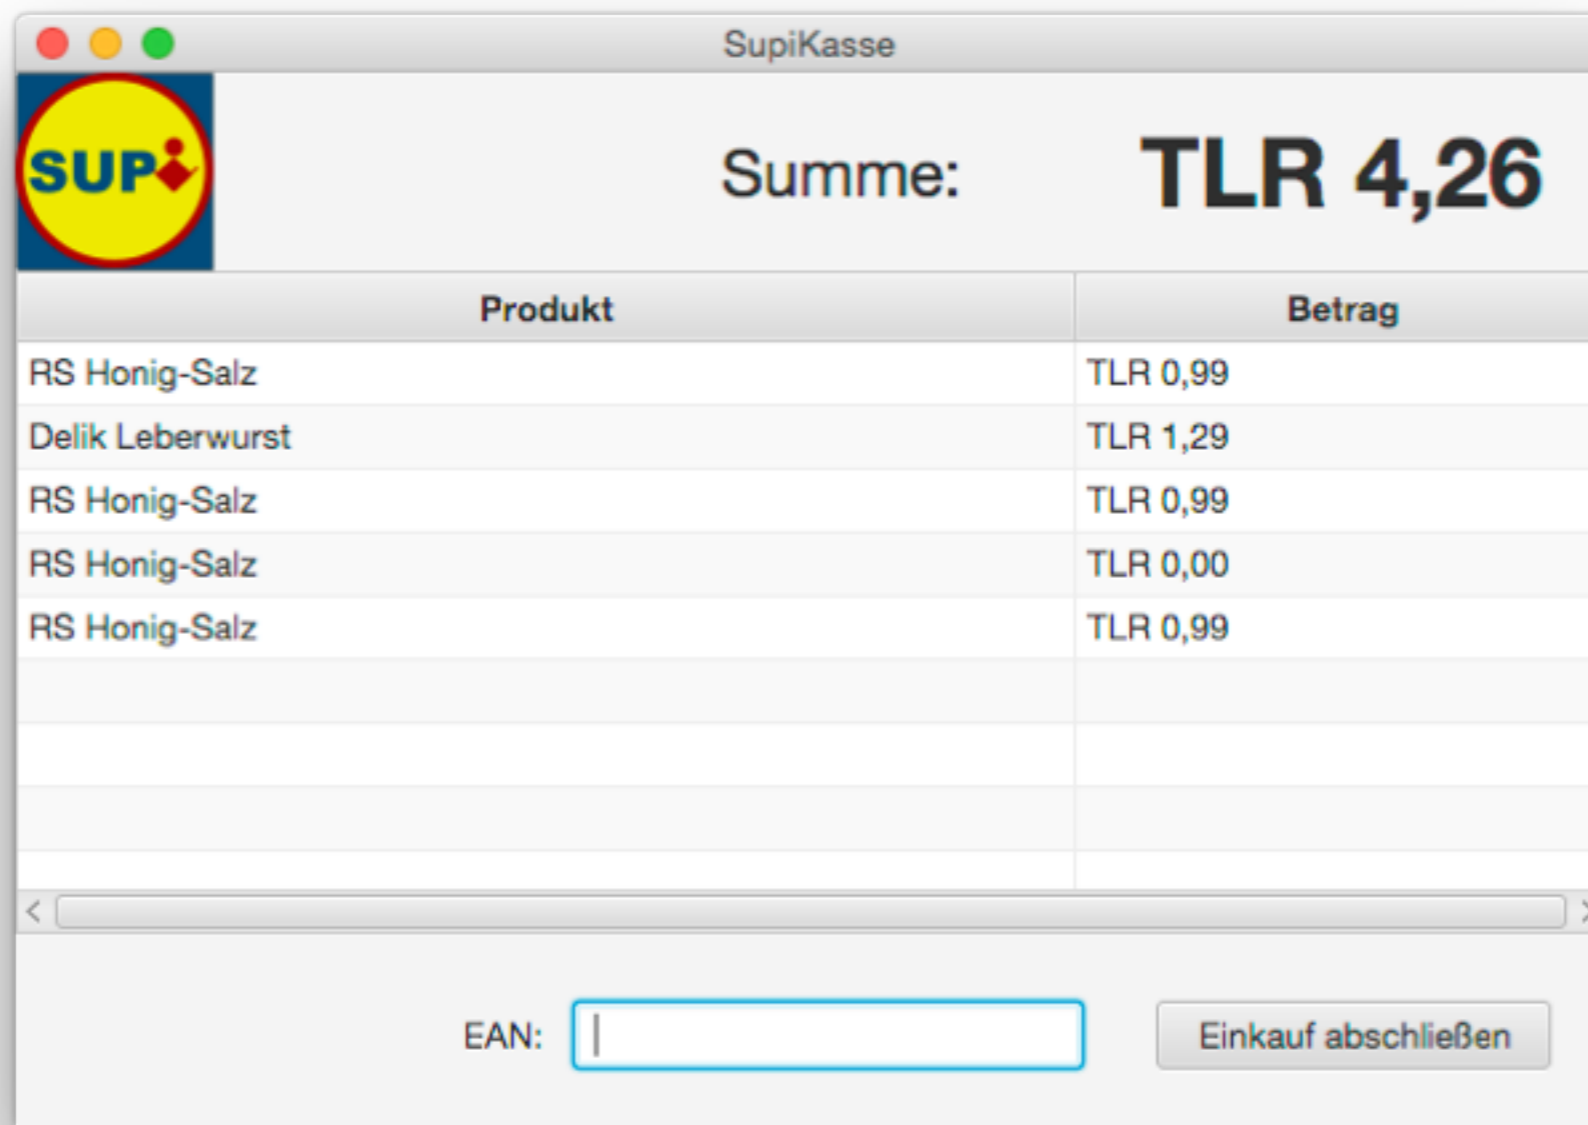 SupiKasse
SUPi
Summe: TLR 4,26
Produkt Betrag
RS Honig-Salz TLR 0,99
Delik Leberwurst TLR 1,29
RS Honig-Salz TLR 0,99
RS Honig-Salz TLR 0,00
RS Honig-Salz TLR 0,99
EAN: Einkauf abschließen